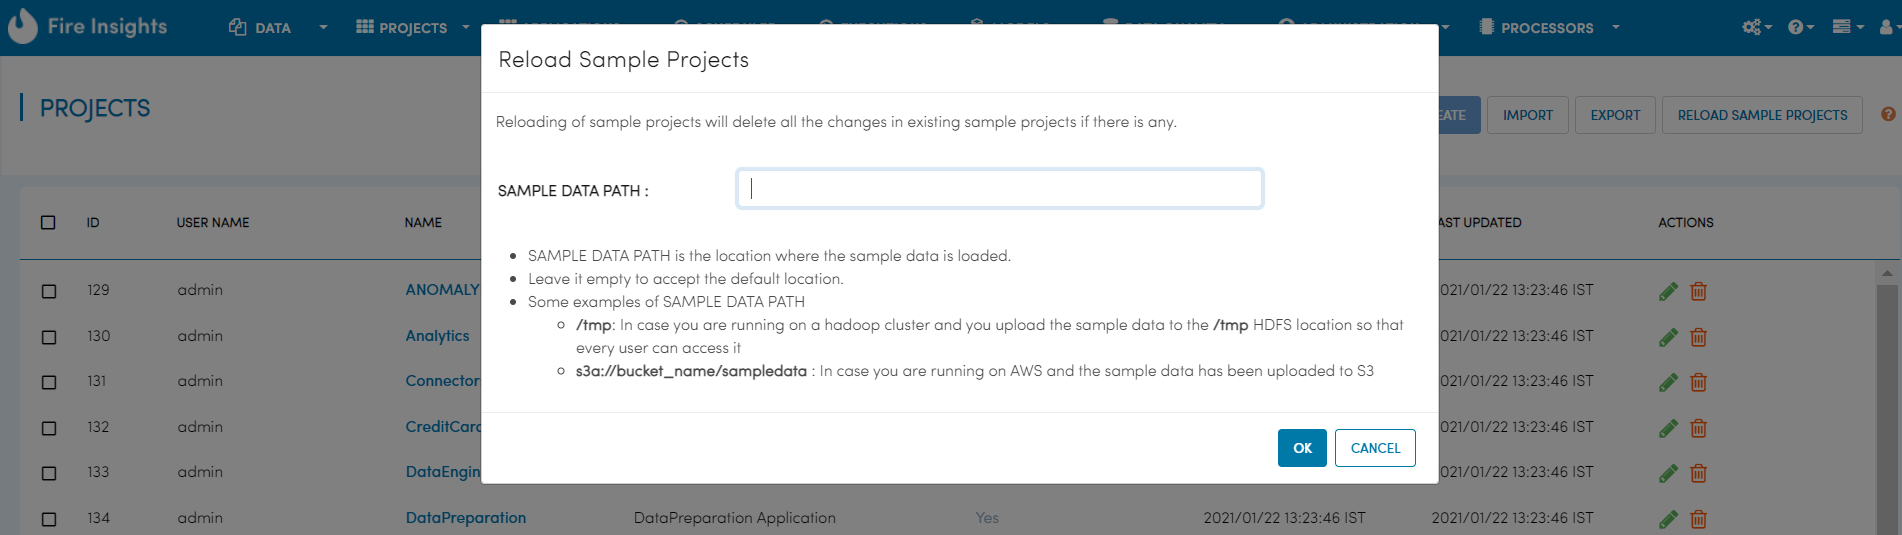 Fire Insights DATA PROJECTS PROCESSORS
Reload Sample Projects
PROJECTS
IMPORT EXPORT RELOAD SAMPLE PROJECTS
Reloading of sample projects will delete all the changes in existing sample projects if there is any.
SAMPLE DATA PATH :
ID USER NAME NAME UPDATED ACTIONS
SAMPLE DATA PATH is the location where the sample data is loaded.
Leave it empty to accept the default location.
Some examples of SAMPLE DATA PATH
/tmp: In case you are running on a hadoop cluster and you upload the sample data to the /tmp HDFS location so that
every user can access it
s3a://bucket_name/sampledata : In case you are running on AWS and the sample data has been uploaded to S3
OK CANCEL
129 admin ANOMALY 021/01/22 13:23:46 IST
130 admin Analytics 021/01/22 13:23:46 IST
131 admin Connector 021/01/22 13:23:46 IST
132 admin CreditCard 021/01/22 13:23:46 IST
133 admin DataEngin 021/01/22 13:23:46 IST
134 admin DataPreparation DataPreparation Application Yes 2021/01/22 13:23:46 IST 2021/01/22 13:23:46 IST